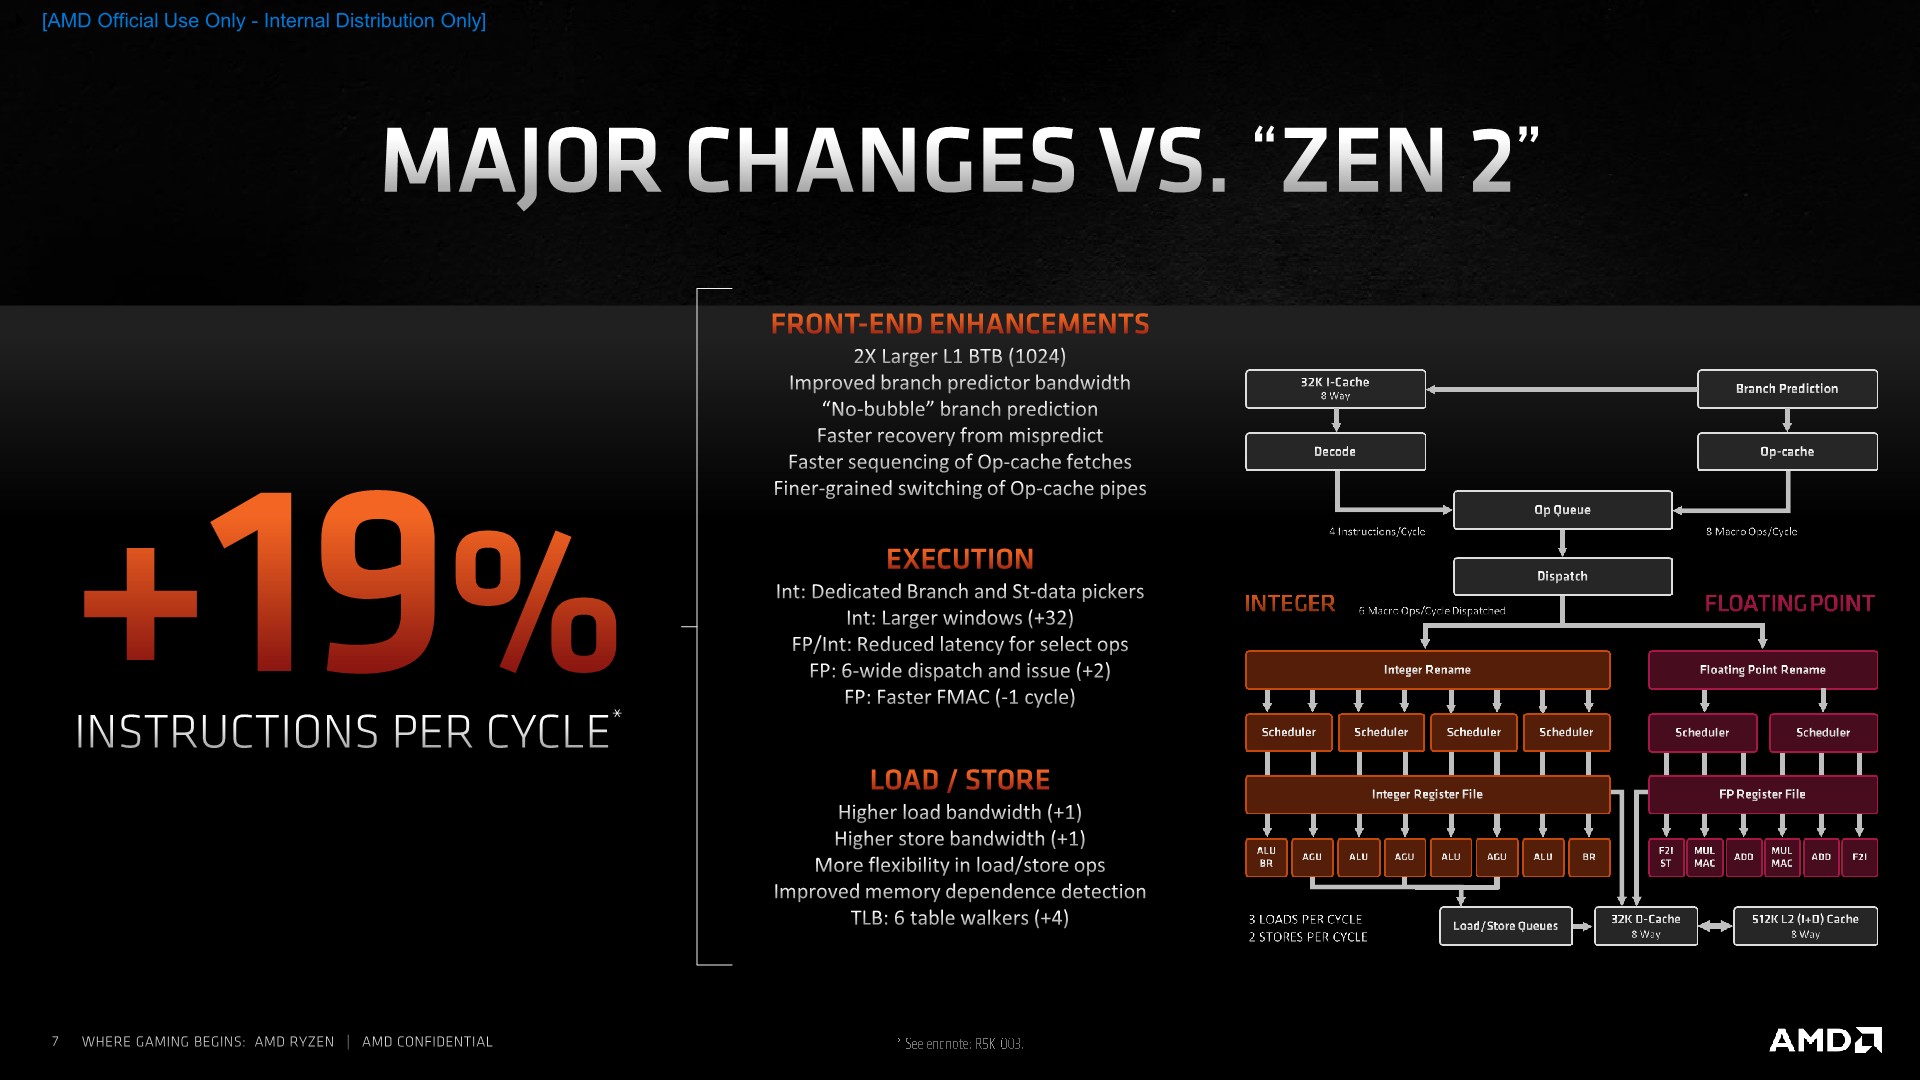 [AMD Official Use Only - Internal Distribution Only]
MAJOR CHANGES VS. “ZEN 2”
+19%
INSTRUCTIONS PER CYCLE*
FRONT-END ENHANCEMENTS
2X Larger L1 BTB (1024)
Improved branch predictor bandwidth
“No-bubble” branch prediction
Faster recovery from mispredict
Faster sequencing of Op-cache fetches
Finer-grained switching of Op-cache pipes
EXECUTION
Int: Dedicated Branch and St-data pickers
Int: Larger windows (+32)
FP/Int: Reduced latency for select ops
FP: 6-wide dispatch and issue (+2)
FP: Faster FMAC (-1 cycle)
LOAD / STORE
Higher load bandwidth (+1)
Higher store bandwidth (+1)
More flexibility in load/store ops
Improved memory dependence detection
TLB: 6 table walkers (+4)
32K I-Cache
8 Way
Branch Prediction
Decode
Op-cache
Op Queue
4 Instructions/Cycle
8 Macro Ops/Cycle
Dispatch
INTEGER
6 Macro Ops/Cycle Dispatched
FLOATING POINT
Integer Rename
Floating Point Rename
Scheduler
Scheduler
Scheduler
Scheduler
Scheduler
Scheduler
Integer Register File
FP Register File
ALU
BR
AGU
ALU
AGU
ALU
AGU
ALU
BR
F2I
ST
MUL
MAC
ADD
MUL
MAC
ADD
F2I
3 LOADS PER CYCLE
2 STORES PER CYCLE
Load/Store Queues
32K D-Cache
8 Way
512K L2 (I+D) Cache
8 Way
7 WHERE GAMING BEGINS: AMD RYZEN | AMD CONFIDENTIAL
* See endnote: R5K-003.
AMD